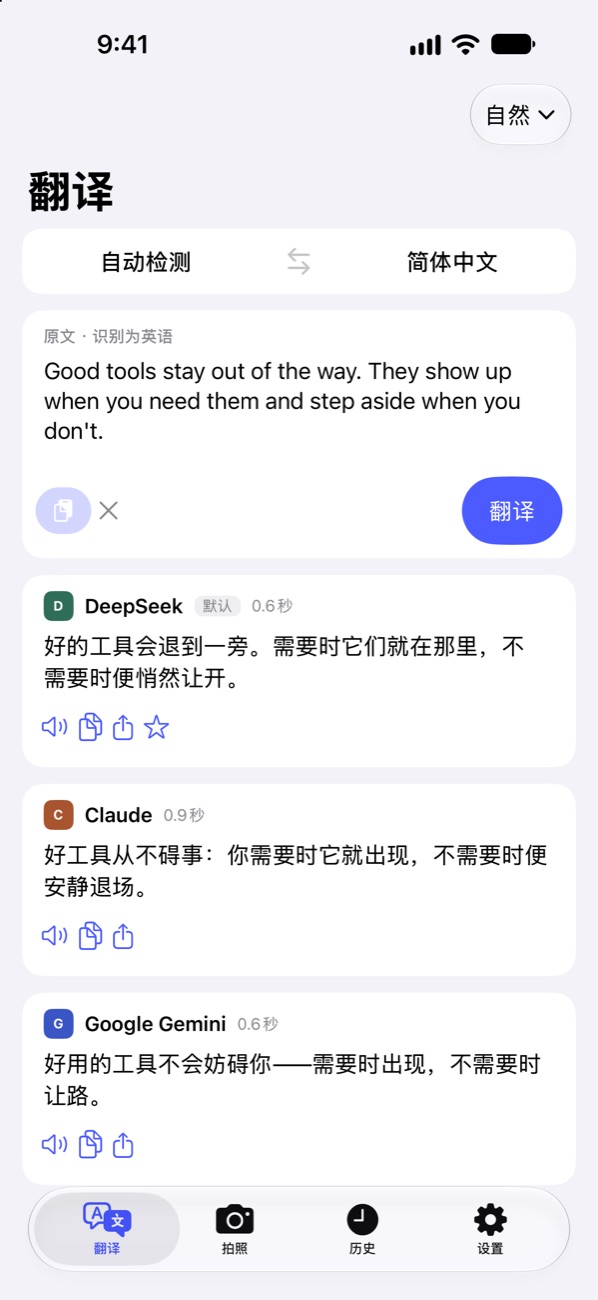 9:41
自然
翻译
自动检测
简体中文
原文 · 识别为英语
Good tools stay out of the way. They show up
when you need them and step aside when you
don't.
翻译
D DeepSeek 默认 0.6秒
好的工具会退到一旁。需要时它们就在那里，不
需要时便悄然让开。
C Claude 0.9秒
好工具从不碍事：你需要时它就出现，不需要时便
安静退场。
G Google Gemini 0.6秒
好用的工具不会妨碍你——需要时出现，不需要时
让路。
A 文
翻译
拍照
历史
设置